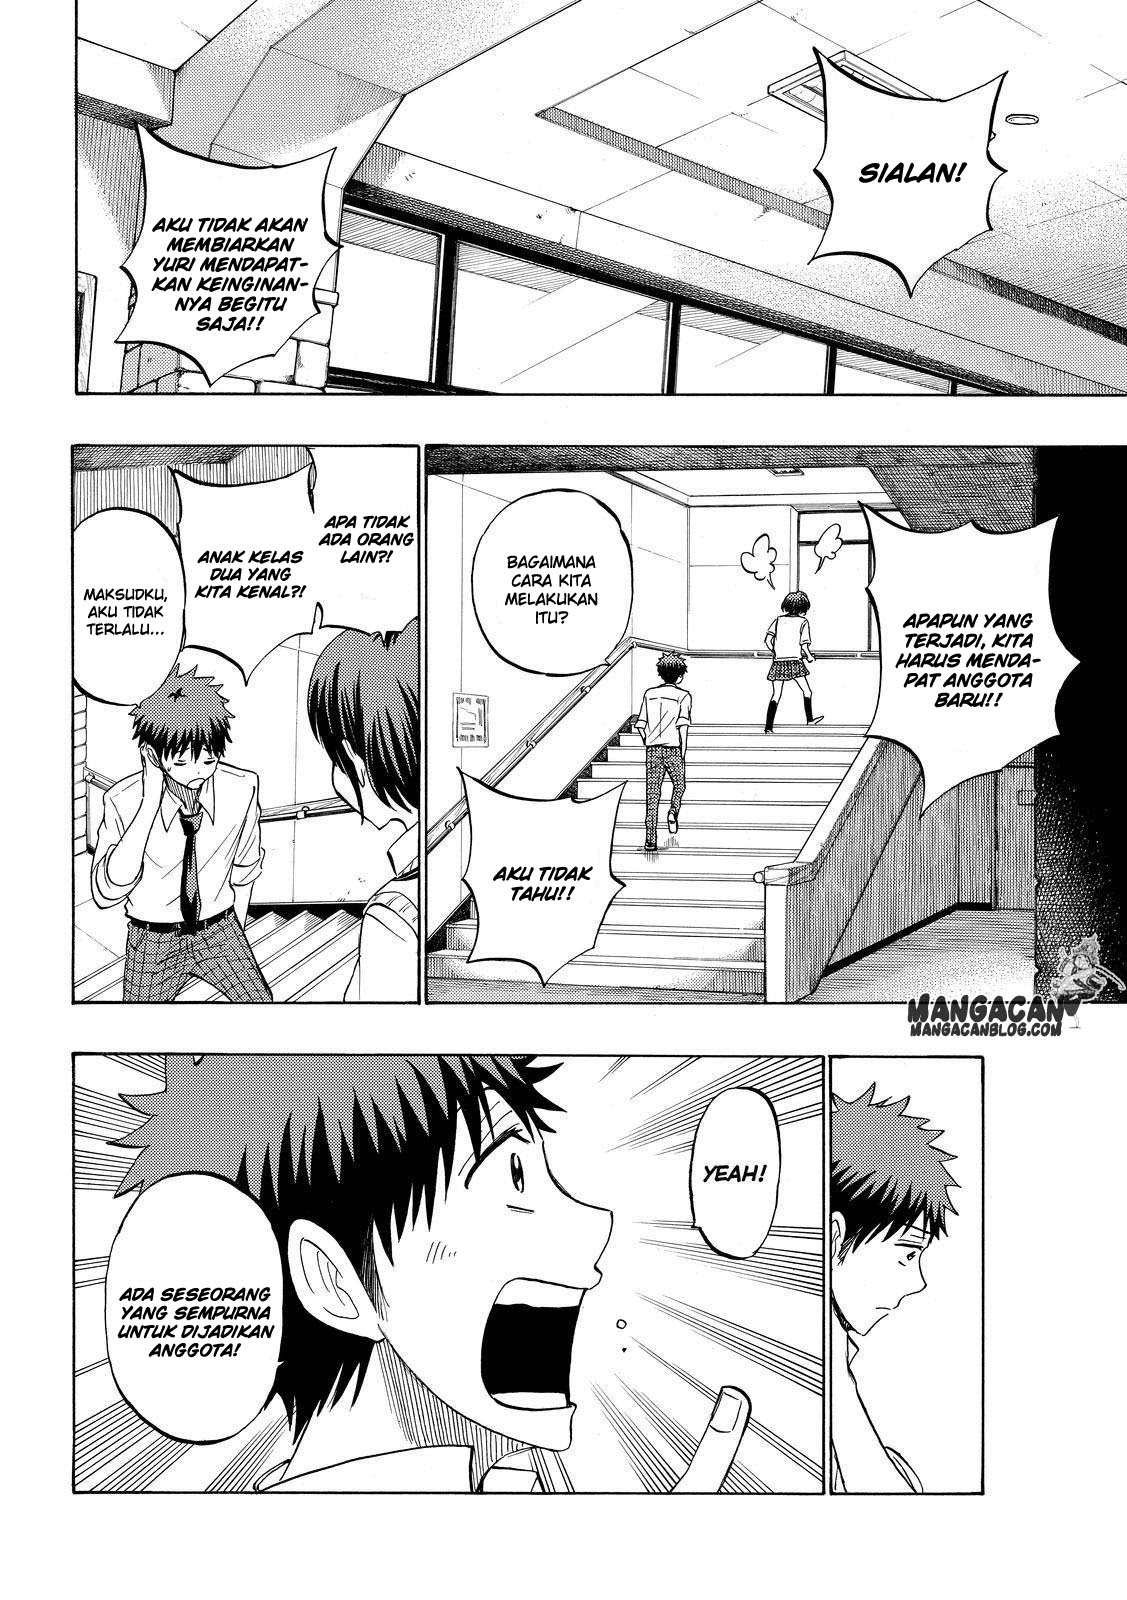 SIALAN!
AKU TIDAK AKAN
MEMBIARKAN
YURI MENDAPAT-
KAN KEINGINAN-
NYA BEGITU
SAJA!!
APAPUN YANG
TERJADI, KITA
HARUS MENDA-
PAT ANGGOTA
BARU!!
BAGAIMANA
CARA KITA
MELAKUKAN
ITU?
AKU TIDAK
TAHU!!
APA TIDAK
ADA ORANG
LAIN?!
ANAK KELAS
DUA YANG
KITA KENAL?!
MAKSUDKU,
AKU TIDAK
TERLALU...
MANGACAN
MANGACANBLOG.COM
YEAH!
ADA SESEORANG
YANG SEMPURNA
UNTUK DIJADIKAN
ANGGOTA!